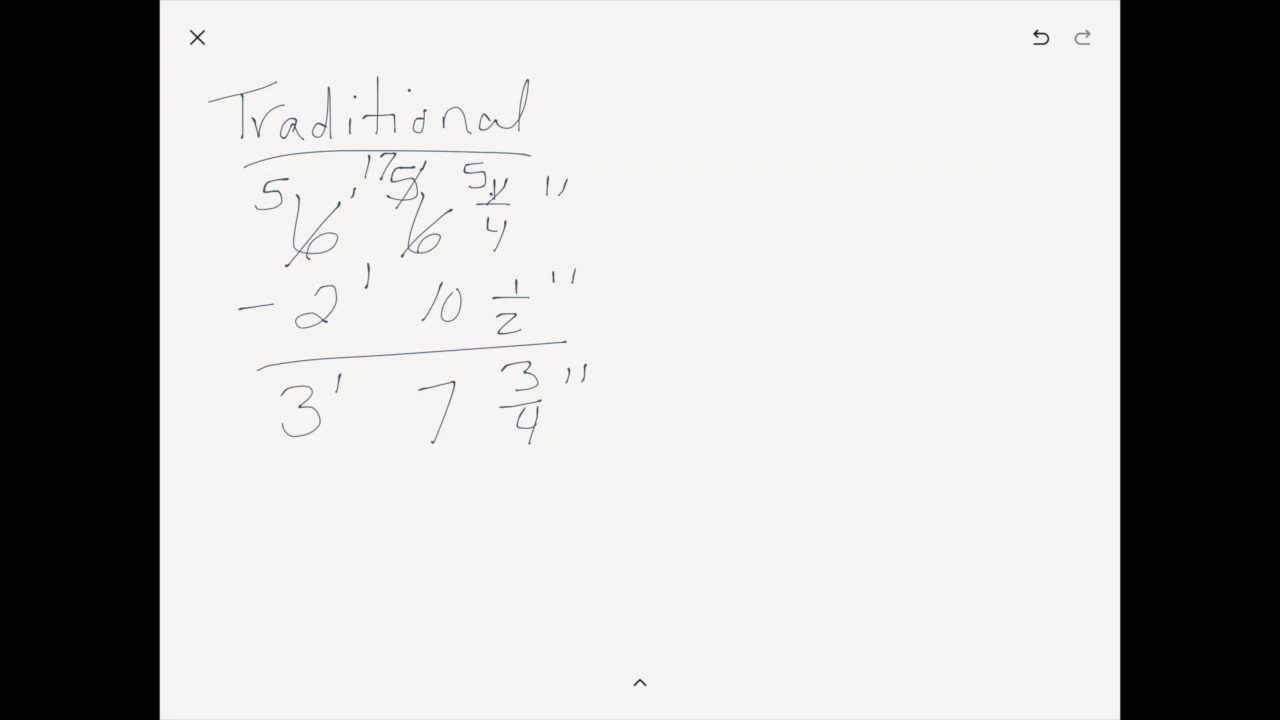 Traditional
5 17 5 5
6' 6 1/4 "
- 2' 10 1/2 "
3' 7 3/4 "